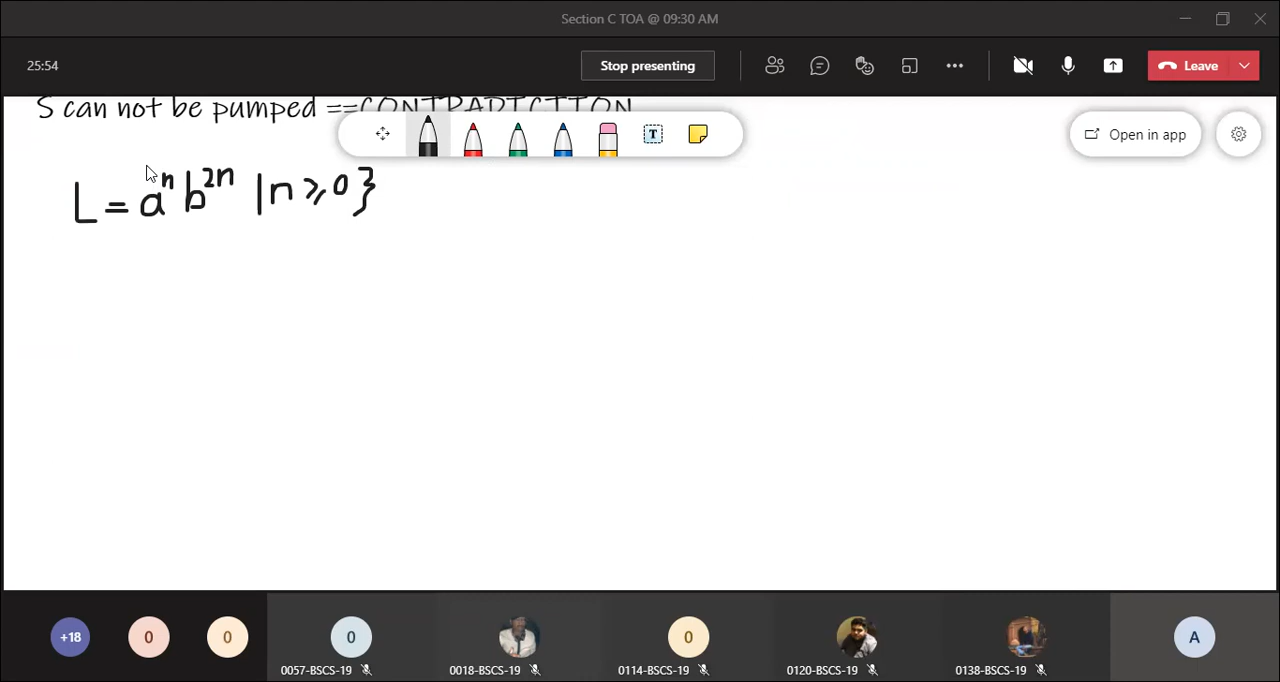 Section C TOA @ 09:30 AM
25:54
Stop presenting
Leave
S can not be pumped ==CONTRADICTION
T
Open in app
L = aⁿ b²ⁿ |n ⩾ 0 }
+18
0
0
0
0
A
0057-BSCS-19
0018-BSCS-19
0114-BSCS-19
0120-BSCS-19
0138-BSCS-19